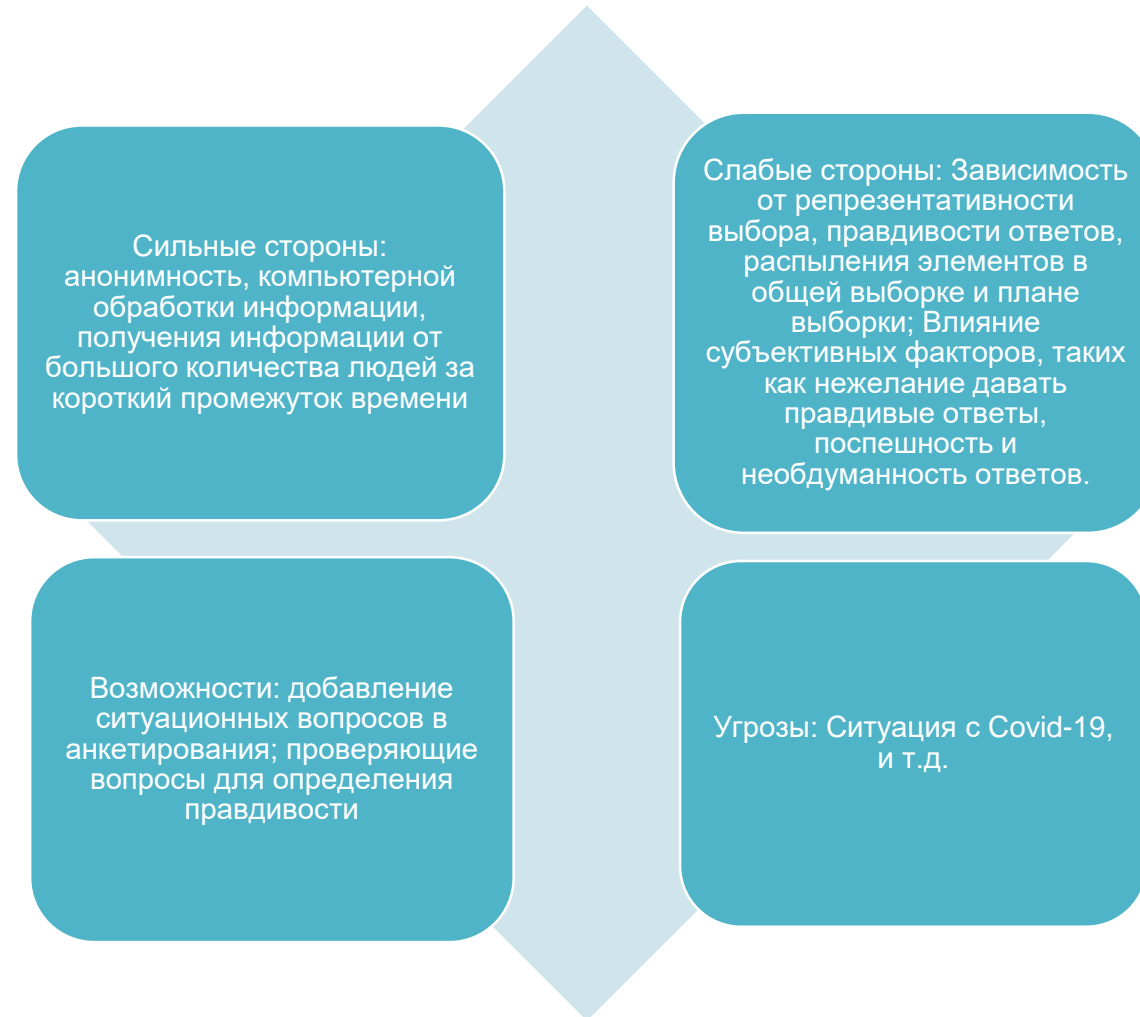 Сильные стороны:
анонимность, компьютерной
обработки информации,
получения информации от
большого количества людей за
короткий промежуток времени
Слабые стороны: Зависимость
от репрезентативности
выбора, правдивости ответов,
распыления элементов в
общей выборке и плане
выборки; Влияние
субъективных факторов, таких
как нежелание давать
правдивые ответы,
поспешность и
необдуманность ответов.
Возможности: добавление
ситуационных вопросов в
анкетирования; проверяющие
вопросы для определения
правдивости
Угрозы: Ситуация с Covid-19,
и т.д.